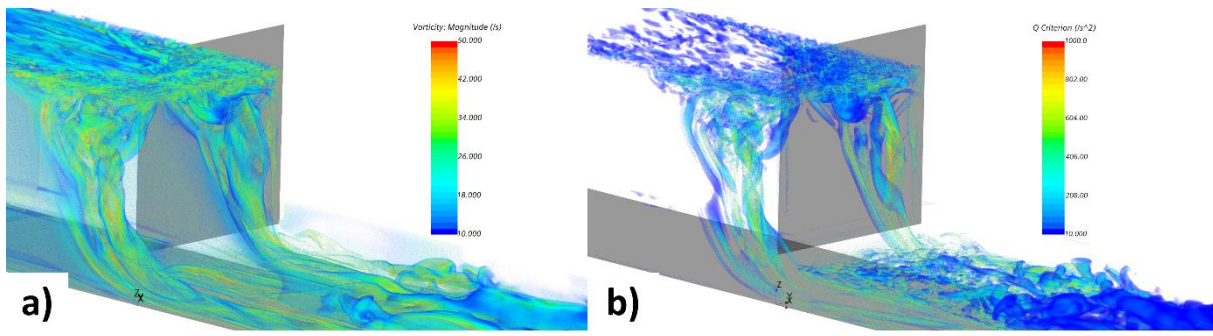 Vorticity: Magnitude (/s)
50.000
42.000
34.000
26.000
18.000
10.000
Z
X
a)
Q Criterion (/s^2)
1000.0
802.00
604.00
406.00
208.00
10.000
Z
b)